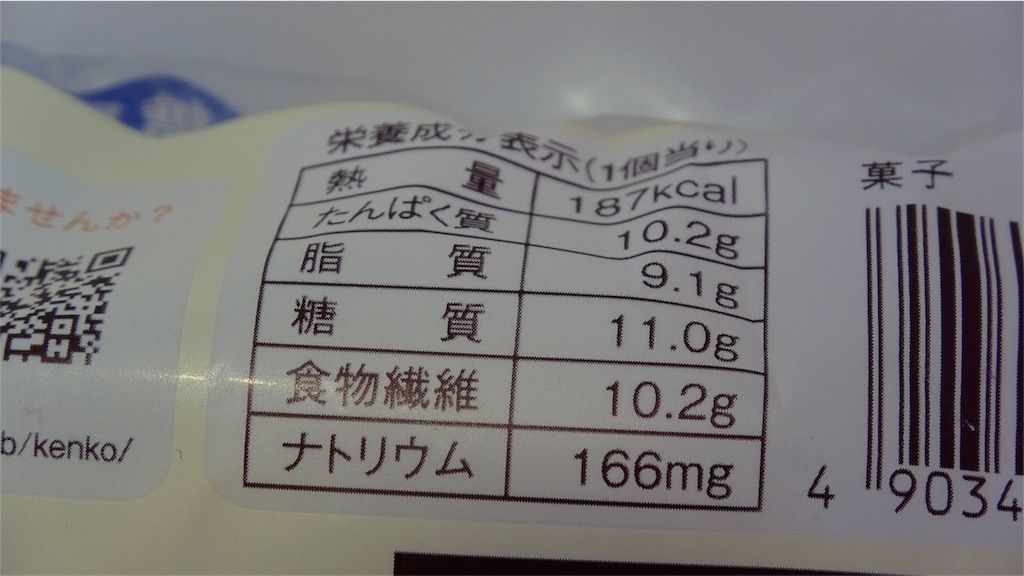 栄養成分表示(1個当り)
熱量 187kcal
たんぱく質 10.2g
脂質 9.1g
糖質 11.0g
食物繊維 10.2g
ナトリウム 166mg
菓子
4 9034
ませんか?
b/kenko/